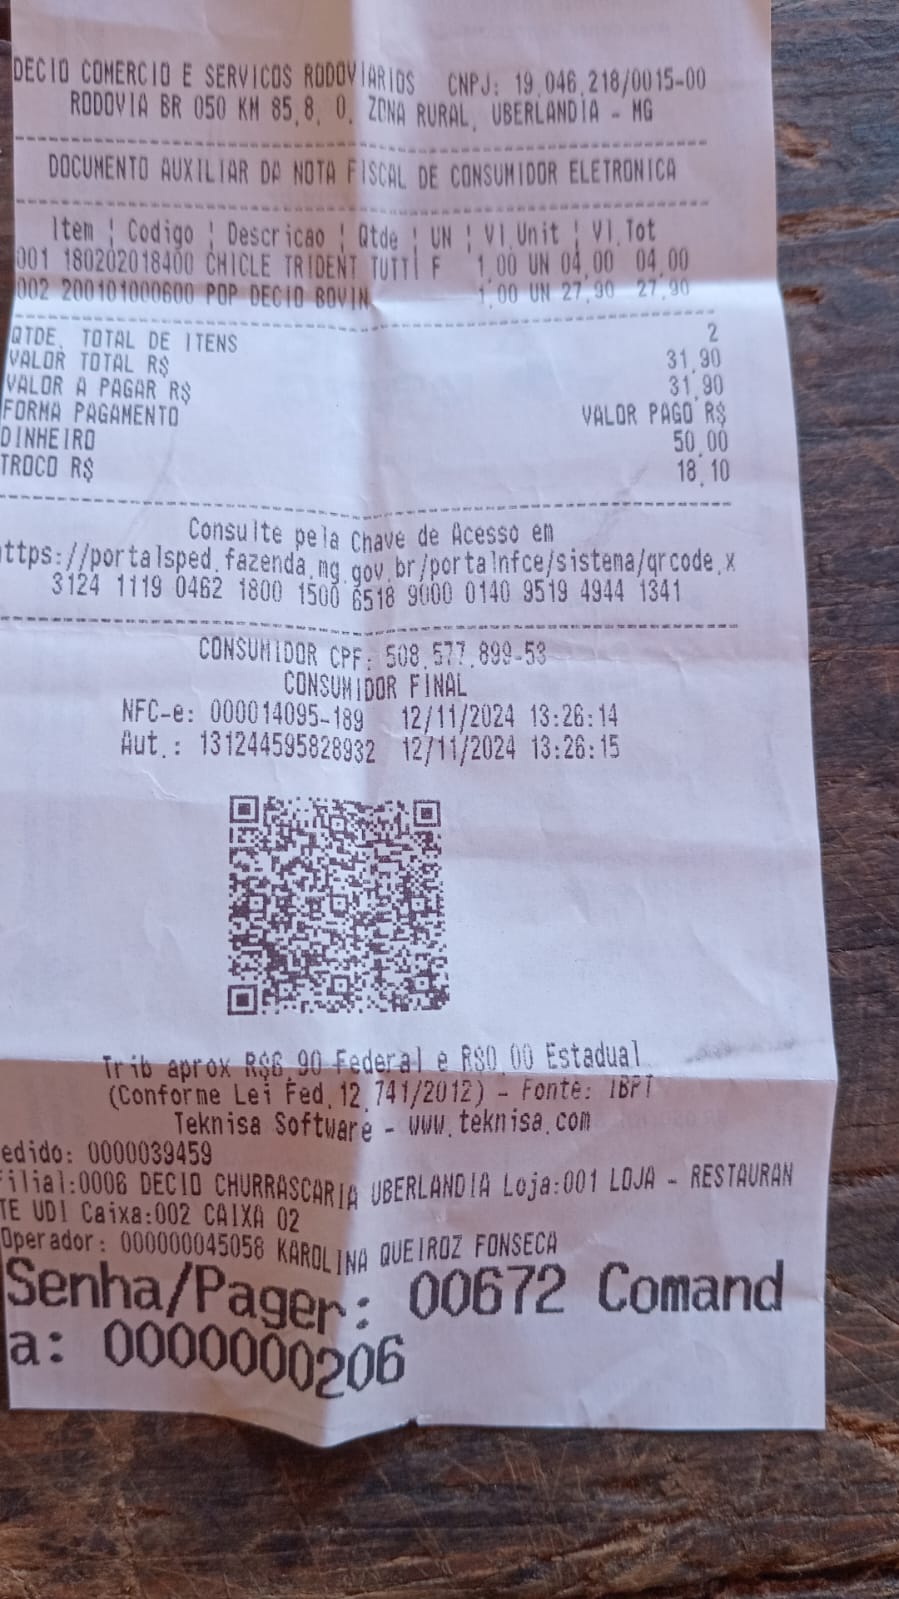 DECIO COMERCIO E SERVICOS RODOVIARIOS CNPJ: 19.046.218/0015-00
RODOVIA BR 050 KM 85,8, 0, ZONA RURAL, UBERLANDIA - MG
DOCUMENTO AUXILIAR DA NOTA FISCAL DE CONSUMIDOR ELETRONICA
Item ¦ Codigo ¦ Descricao ¦ Qtde ¦ UN ¦ Vl.Unit ¦ Vl.Tot
001 180202018400 CHICLE TRIDENT TUTTI F 1,00 UN 04,00 04,00
002 200101000600 POP DECIO BOVIN 1,00 UN 27,90 27,90
QTDE. TOTAL DE ITENS 2
VALOR TOTAL R$ 31,90
VALOR A PAGAR R$ 31,90
FORMA PAGAMENTO VALOR PAGO R$
DINHEIRO 50,00
TROCO R$ 18,10
Consulte pela Chave de Acesso em
ttps://portalsped.fazenda.mg.gov.br/portalnfce/sistema/qrcode.x
3124 1119 0462 1800 1500 6518 9000 0140 9519 4944 1341
CONSUMIDOR CPF: 508.577.899-53
CONSUMIDOR FINAL
NFC-e: 000014095-189 12/11/2024 13:26:14
Aut.: 131244595828932 12/11/2024 13:26:15
Trib aprox R$6,90 Federal e R$0,00 Estadual
(Conforme Lei Fed.12.741/2012) - Fonte: IBPT
Teknisa Software - www.teknisa.com
edido: 0000039459
Filial:0006 DECIO CHURRASCARIA UBERLANDIA Loja:001 LOJA - RESTAURAN
TE UDI Caixa:002 CAIXA 02
Operador: 000000045058 KAROLINA QUEIROZ FONSECA
Senha/Pager: 00672 Comand
a: 0000000206